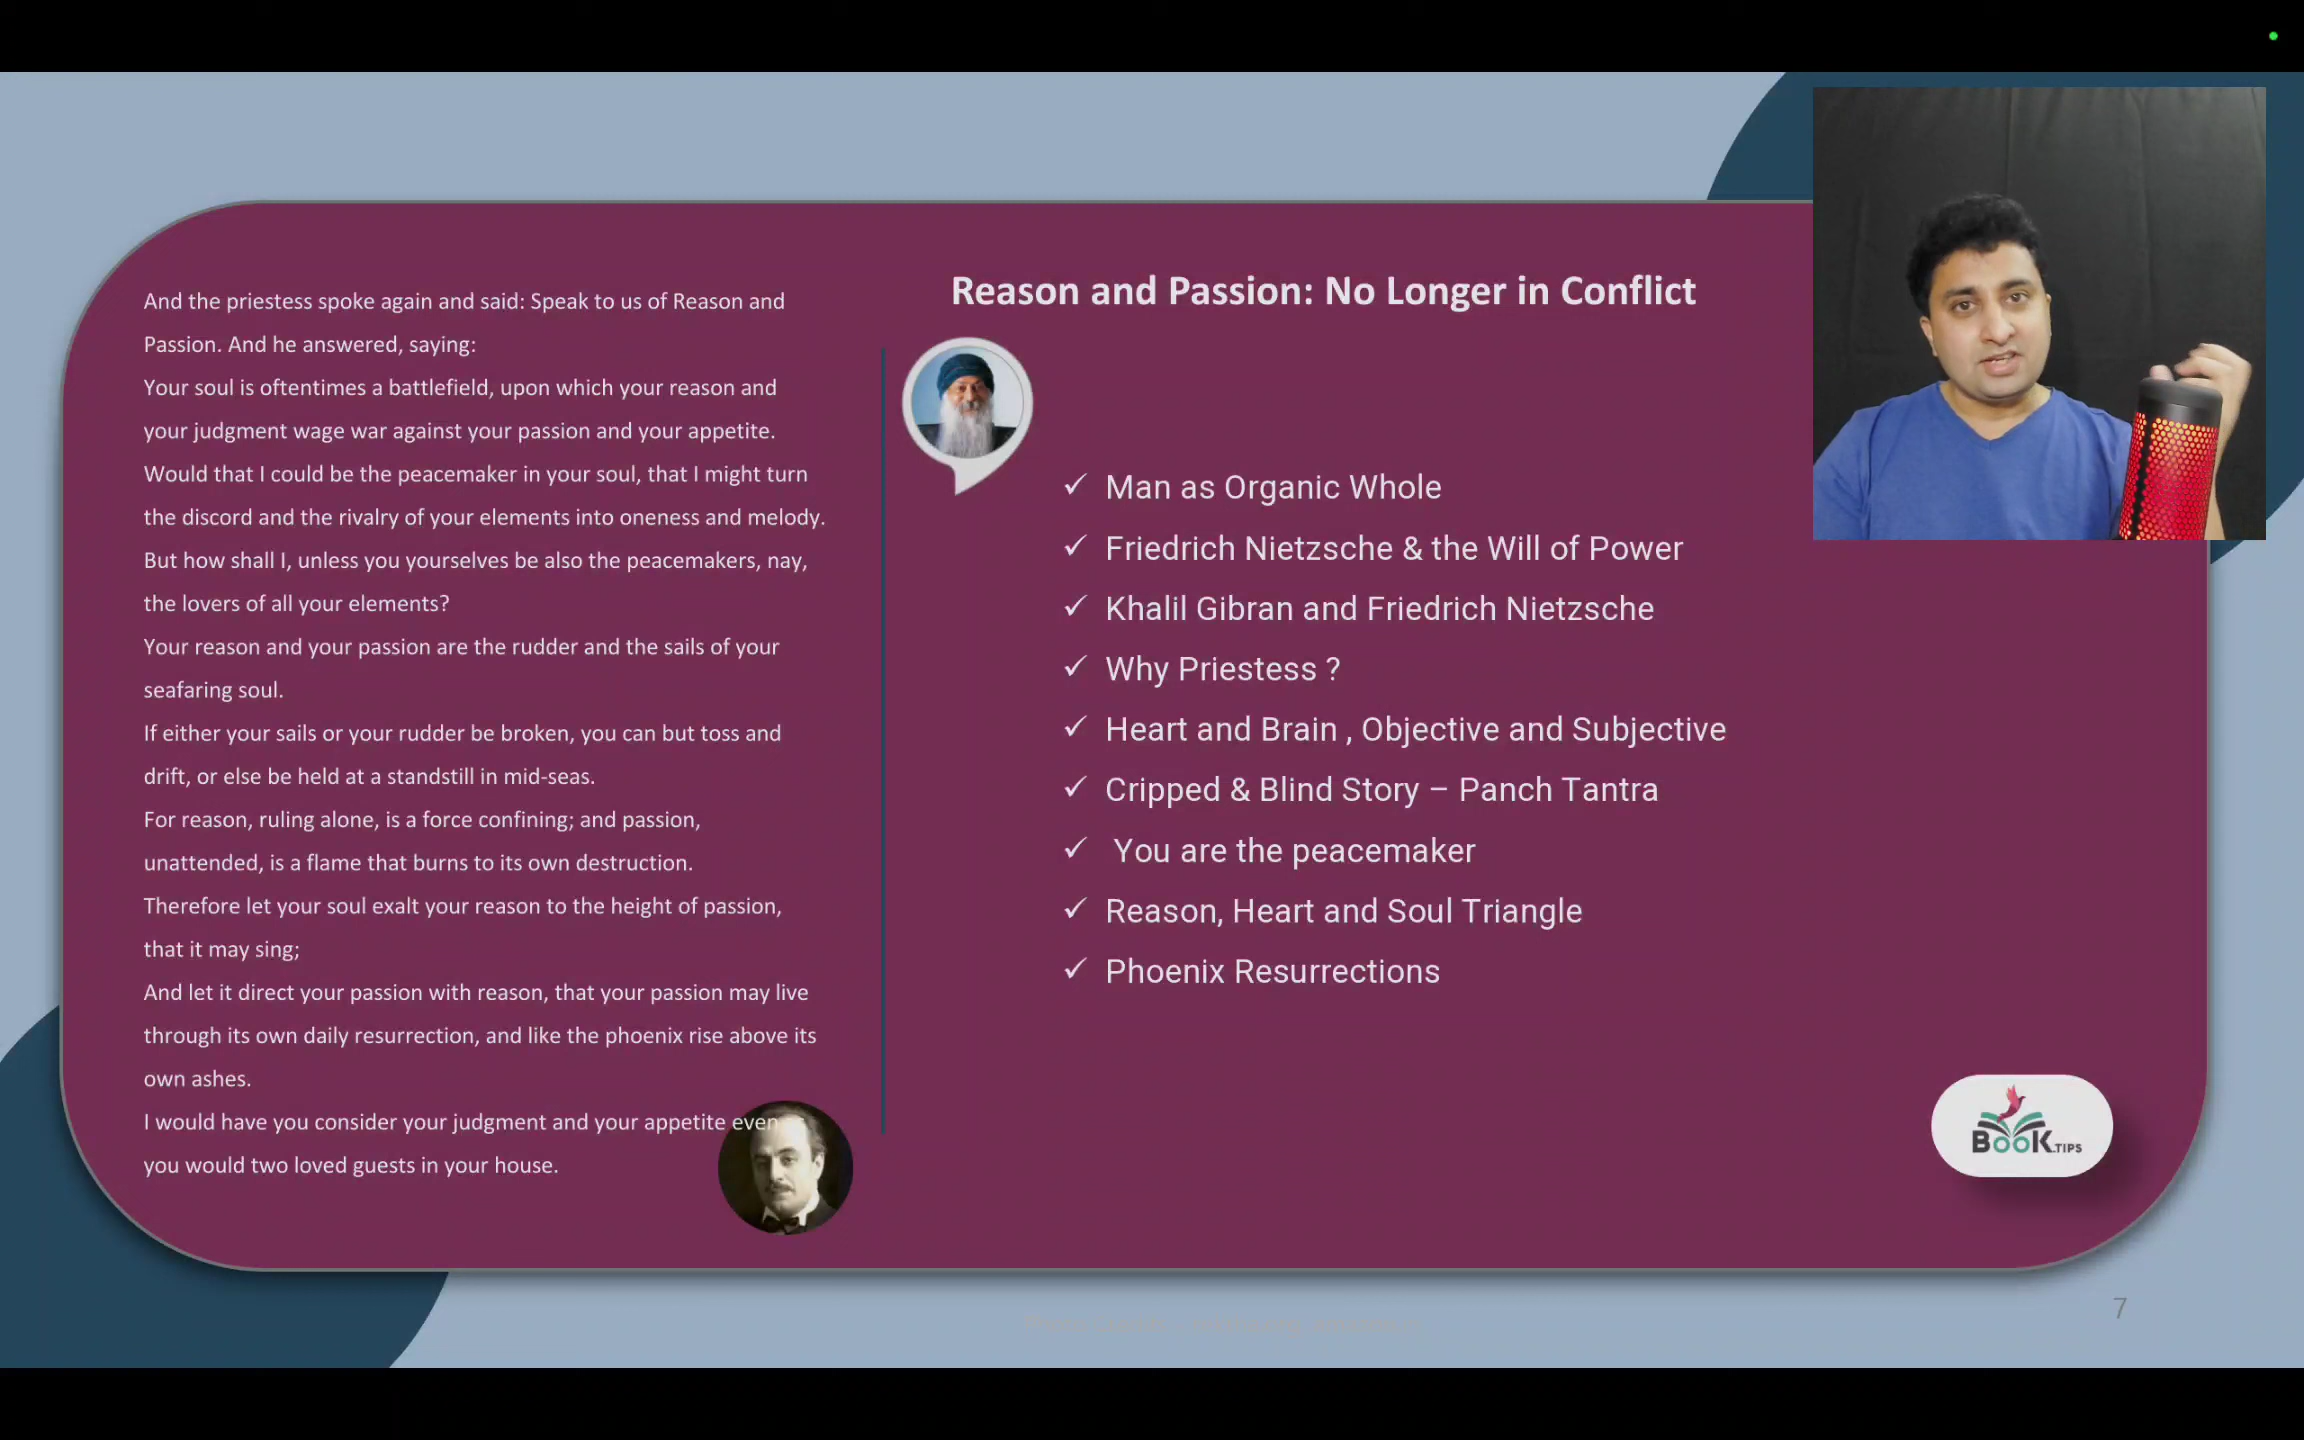 And the priestess spoke again and said: Speak to us of Reason and
Passion. And he answered, saying:
Your soul is oftentimes a battlefield, upon which your reason and
your judgment wage war against your passion and your appetite.
Would that I could be the peacemaker in your soul, that I might turn
the discord and the rivalry of your elements into oneness and melody.
But how shall I, unless you yourselves be also the peacemakers, nay,
the lovers of all your elements?
Your reason and your passion are the rudder and the sails of your
seafaring soul.
If either your sails or your rudder be broken, you can but toss and
drift, or else be held at a standstill in mid-seas.
For reason, ruling alone, is a force confining; and passion,
unattended, is a flame that burns to its own destruction.
Therefore let your soul exalt your reason to the height of passion,
that it may sing;
And let it direct your passion with reason, that your passion may live
through its own daily resurrection, and like the phoenix rise above its
own ashes.
I would have you consider your judgment and your appetite even
you would two loved guests in your house.
Reason and Passion: No Longer in Conflict
✓ Man as Organic Whole
✓ Friedrich Nietzsche & the Will of Power
✓ Khalil Gibran and Friedrich Nietzsche
✓ Why Priestess ?
✓ Heart and Brain , Objective and Subjective
✓ Cripped & Blind Story – Panch Tantra
✓ You are the peacemaker
✓ Reason, Heart and Soul Triangle
✓ Phoenix Resurrections
BooK.TIPS
7